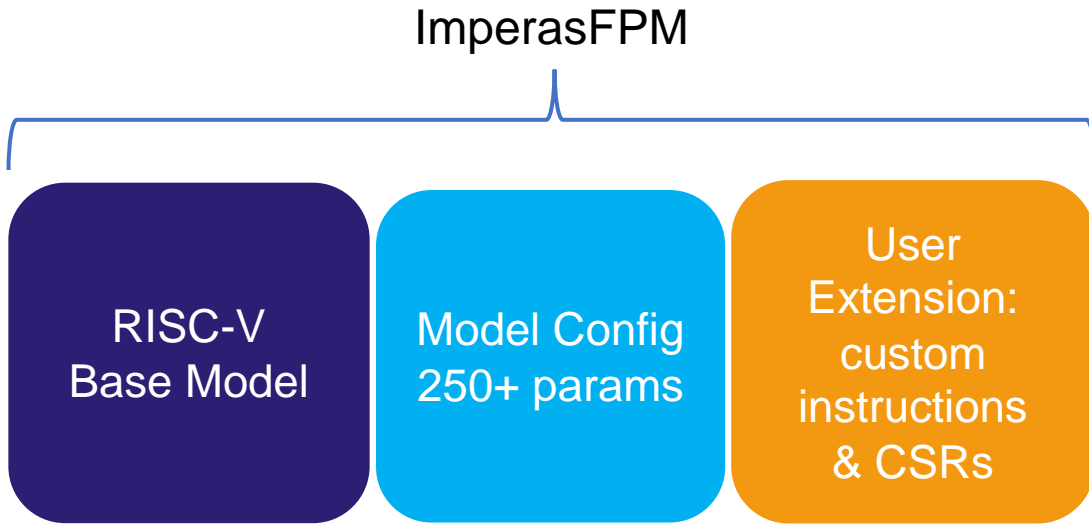 ImperasFPM
RISC-V
Base Model
Model Config
250+ params
User
Extension:
custom
instructions
& CSRs